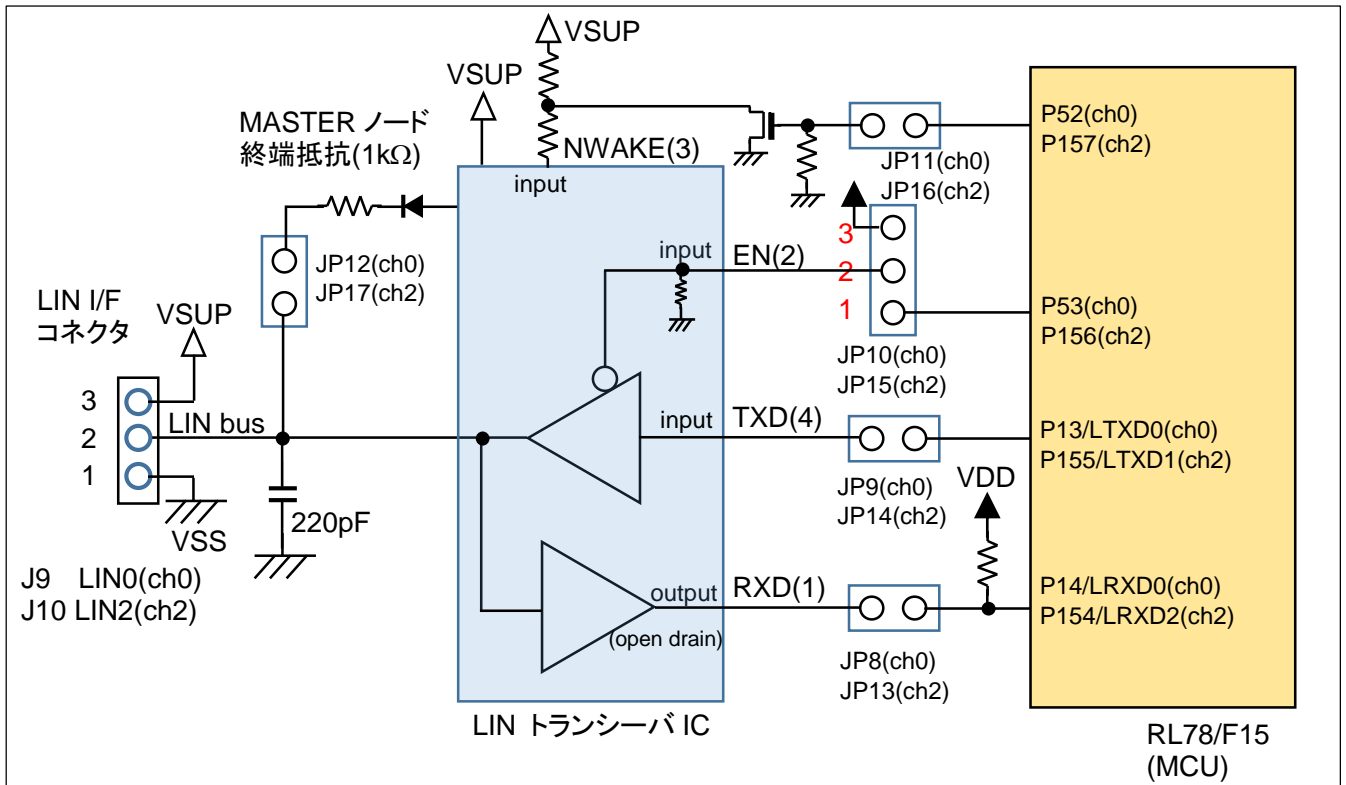 VSUP
VSUP
MASTER ノード
終端抵抗(1kΩ)
NWAKE(3)
input
P52(ch0)
P157(ch2)
JP11(ch0)
JP16(ch2)
3
2
1
input
EN(2)
JP12(ch0)
JP17(ch2)
LIN I/F
コネクタ
VSUP
P53(ch0)
P156(ch2)
JP10(ch0)
JP15(ch2)
3
2
1
LIN bus
input
TXD(4)
P13/LTXD0(ch0)
P155/LTXD1(ch2)
JP9(ch0)
JP14(ch2)
VDD
220pF
VSS
J9 LIN0(ch0)
J10 LIN2(ch2)
output
(open drain)
RXD(1)
P14/LRXD0(ch0)
P154/LRXD2(ch2)
JP8(ch0)
JP13(ch2)
LIN トランシーバ IC
RL78/F15
(MCU)